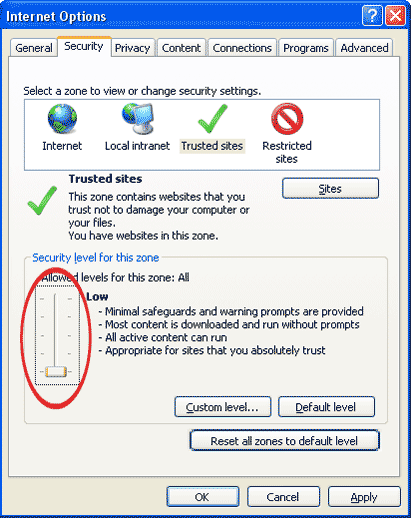 Internet Options
General Security Privacy Content Connections Programs Advanced
Select a zone to view or change security settings.
Internet Local intranet Trusted sites Restricted
sites
Trusted sites
Sites
This zone contains websites that you
trust not to damage your computer or
your files.
You have websites in this zone.
Security level for this zone
Allowed levels for this zone: All
Low
- Minimal safeguards and warning prompts are provided
- Most content is downloaded and run without prompts
- All active content can run
- Appropriate for sites that you absolutely trust
Custom level... Default level
Reset all zones to default level
OK Cancel Apply